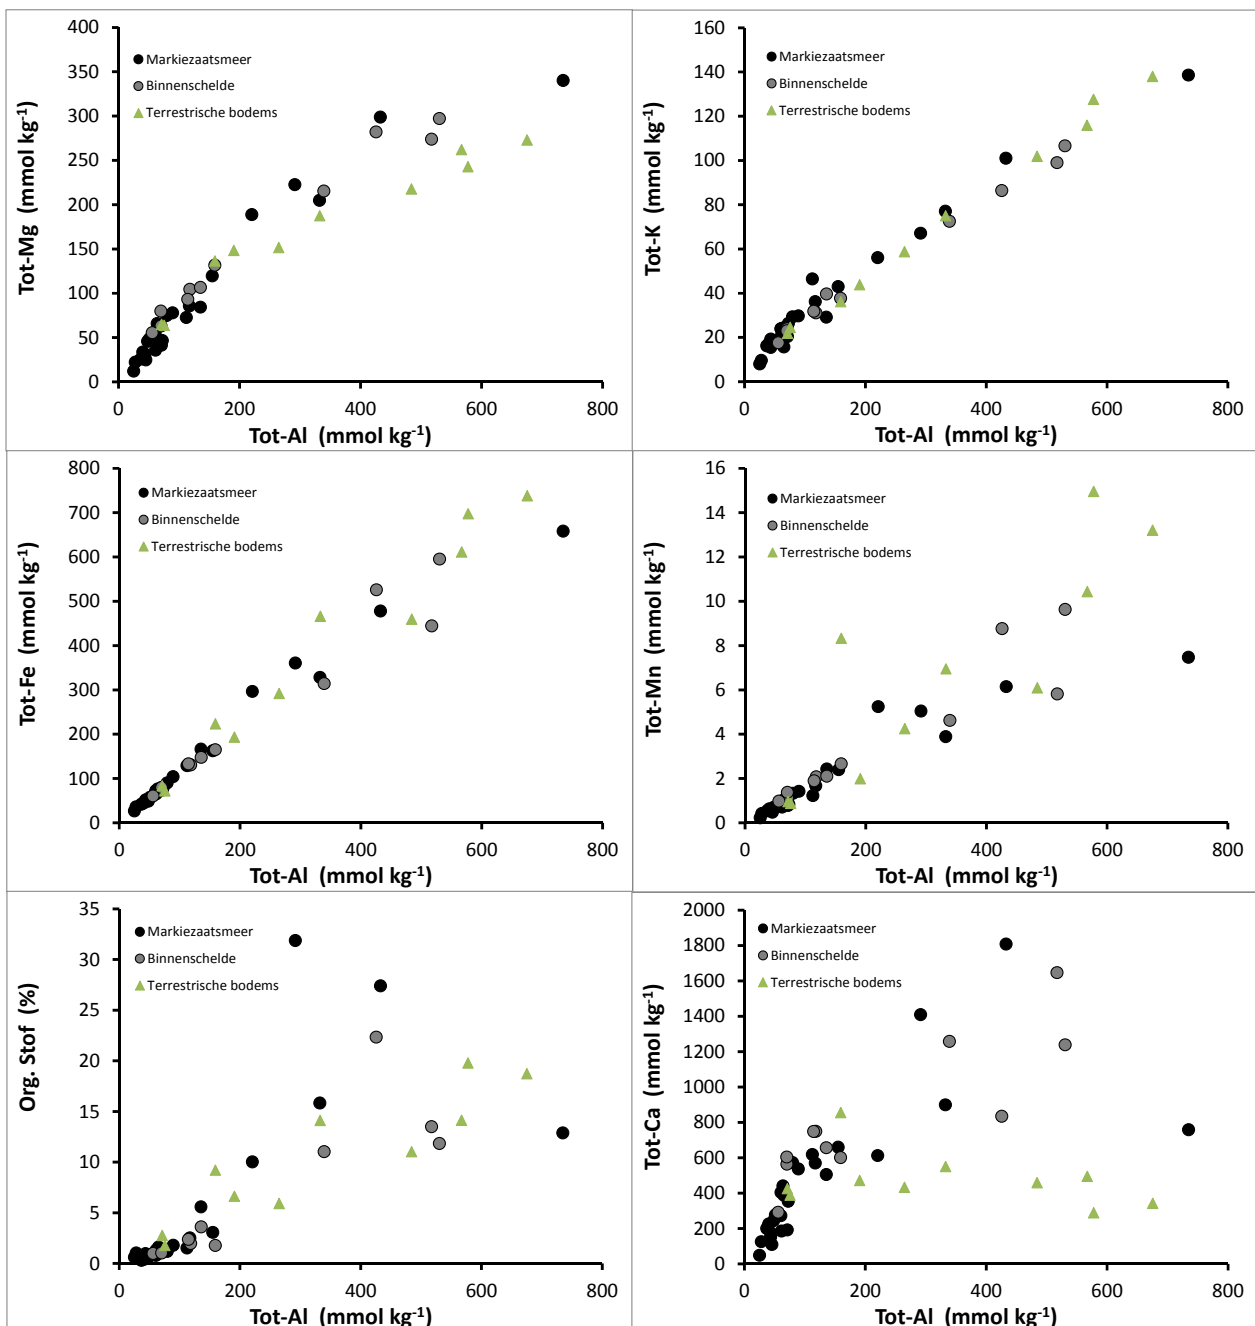 400
350
300
250
200
150
100
50
0
Tot-Mg (mmol kg-1)
Markiezaatsmeer
Binnenschelde
Terrestrische bodems
0 200 400 600 800
Tot-Al (mmol kg-1)
160
140
120
100
80
60
40
20
0
Tot-K (mmol kg-1)
Markiezaatsmeer
Binnenschelde
Terrestrische bodems
0 200 400 600 800
Tot-Al (mmol kg-1)
800
700
600
500
400
300
200
100
0
Tot-Fe (mmol kg-1)
Markiezaatsmeer
Binnenschelde
Terrestrische bodems
0 200 400 600 800
Tot-Al (mmol kg-1)
16
14
12
10
8
6
4
2
0
Tot-Mn (mmol kg-1)
Markiezaatsmeer
Binnenschelde
Terrestrische bodems
0 200 400 600 800
Tot-Al (mmol kg-1)
35
30
25
20
15
10
5
0
Org. Stof (%)
Markiezaatsmeer
Binnenschelde
Terrestrische bodems
0 200 400 600 800
Tot-Al (mmol kg-1)
2000
1800
1600
1400
1200
1000
800
600
400
200
0
Tot-Ca (mmol kg-1)
Markiezaatsmeer
Binnenschelde
Terrestrische bodems
0 200 400 600 800
Tot-Al (mmol kg-1)